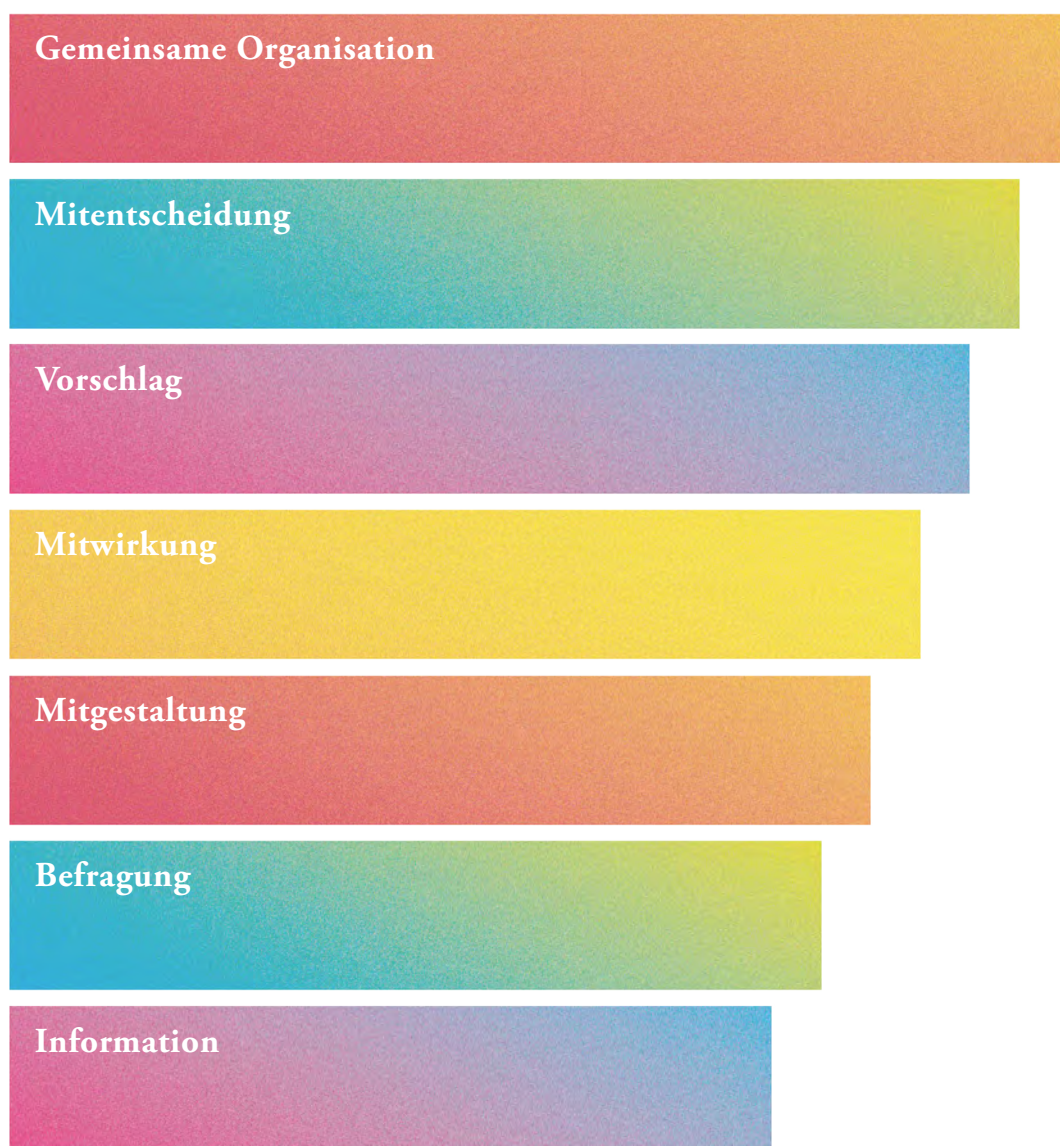 Gemeinsame Organisation
Mitentscheidung
Vorschlag
Mitwirkung
Mitgestaltung
Befragung
Information